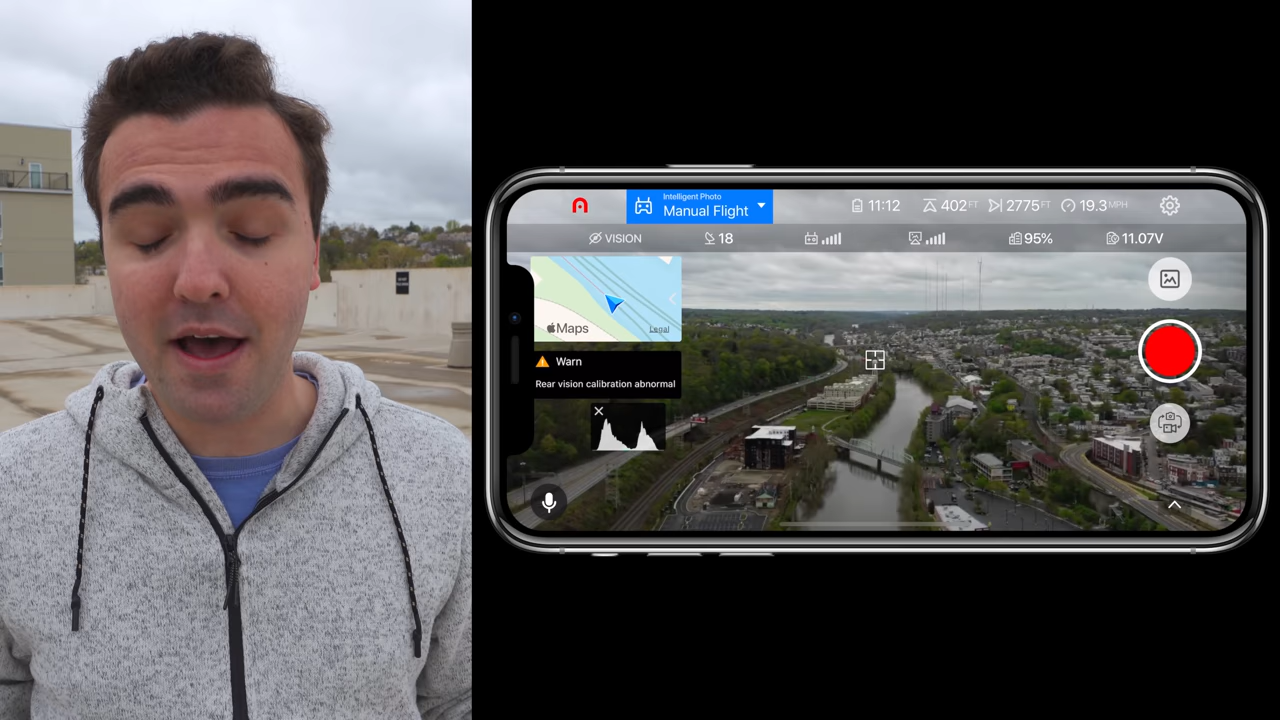 Intelligent Photo
Manual Flight
11:12
402FT
2775FT
19.3MPH
VISION
18
95%
11.07V
Maps
Legal
Warn
Rear vision calibration abnormal